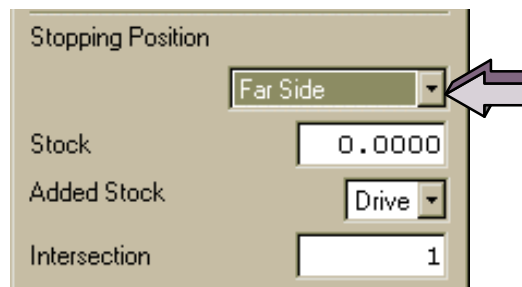 Stopping Position
Far Side
Stock 0.0000
Added Stock Drive
Intersection 1